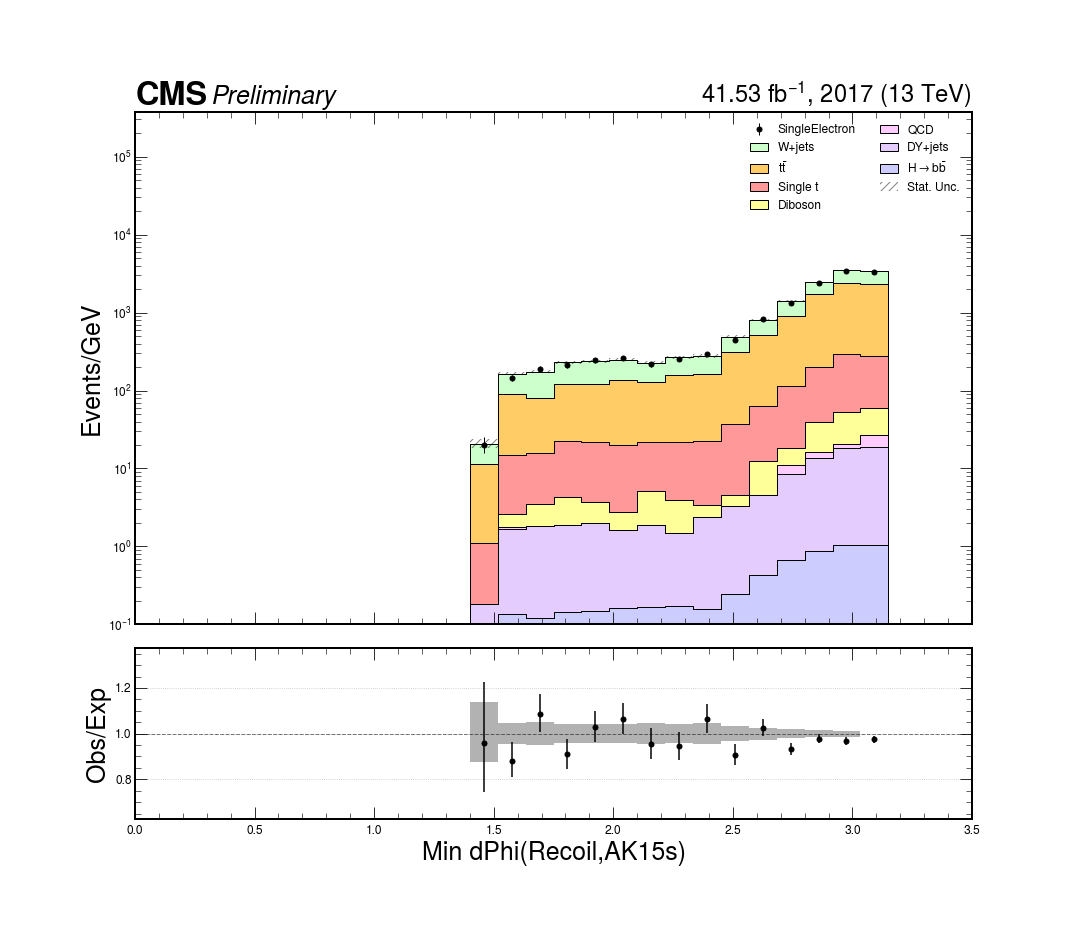 CMS Preliminary
41.53 fb⁻¹, 2017 (13 TeV)
SingleElectron
W+jets
tt̄
Single t
Diboson
QCD
DY+jets
H→bb̄
Stat. Unc.
Events/GeV
10⁵
10⁴
10³
10²
10¹
10⁰
10⁻¹
Obs/Exp
1.2
1.0
0.8
0.0 0.5 1.0 1.5 2.0 2.5 3.0 3.5
Min dPhi(Recoil,AK15s)